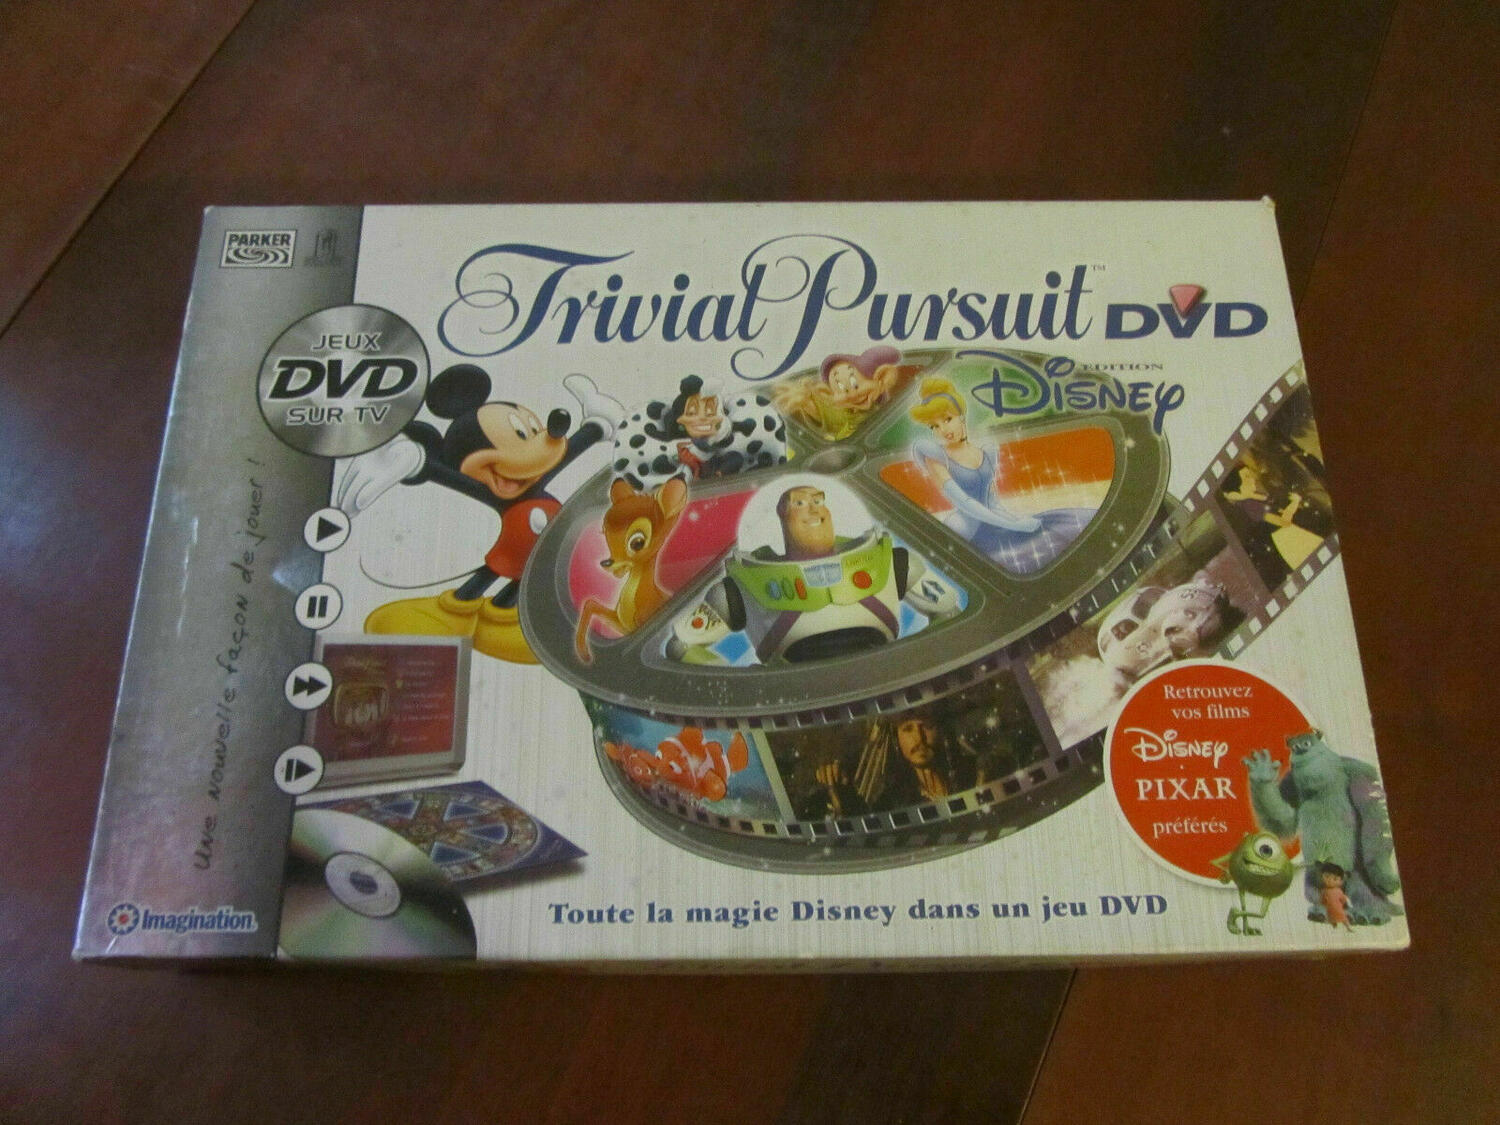 PARKER
JEUX
DVD
SUR TV
Une nouvelle façon de jouer !
Imagination
Trivial Pursuit™ DVD
EDITION
DISNEY
Retrouvez
vos films
DISNEY
PIXAR
préférés
Toute la magie Disney dans un jeu DVD